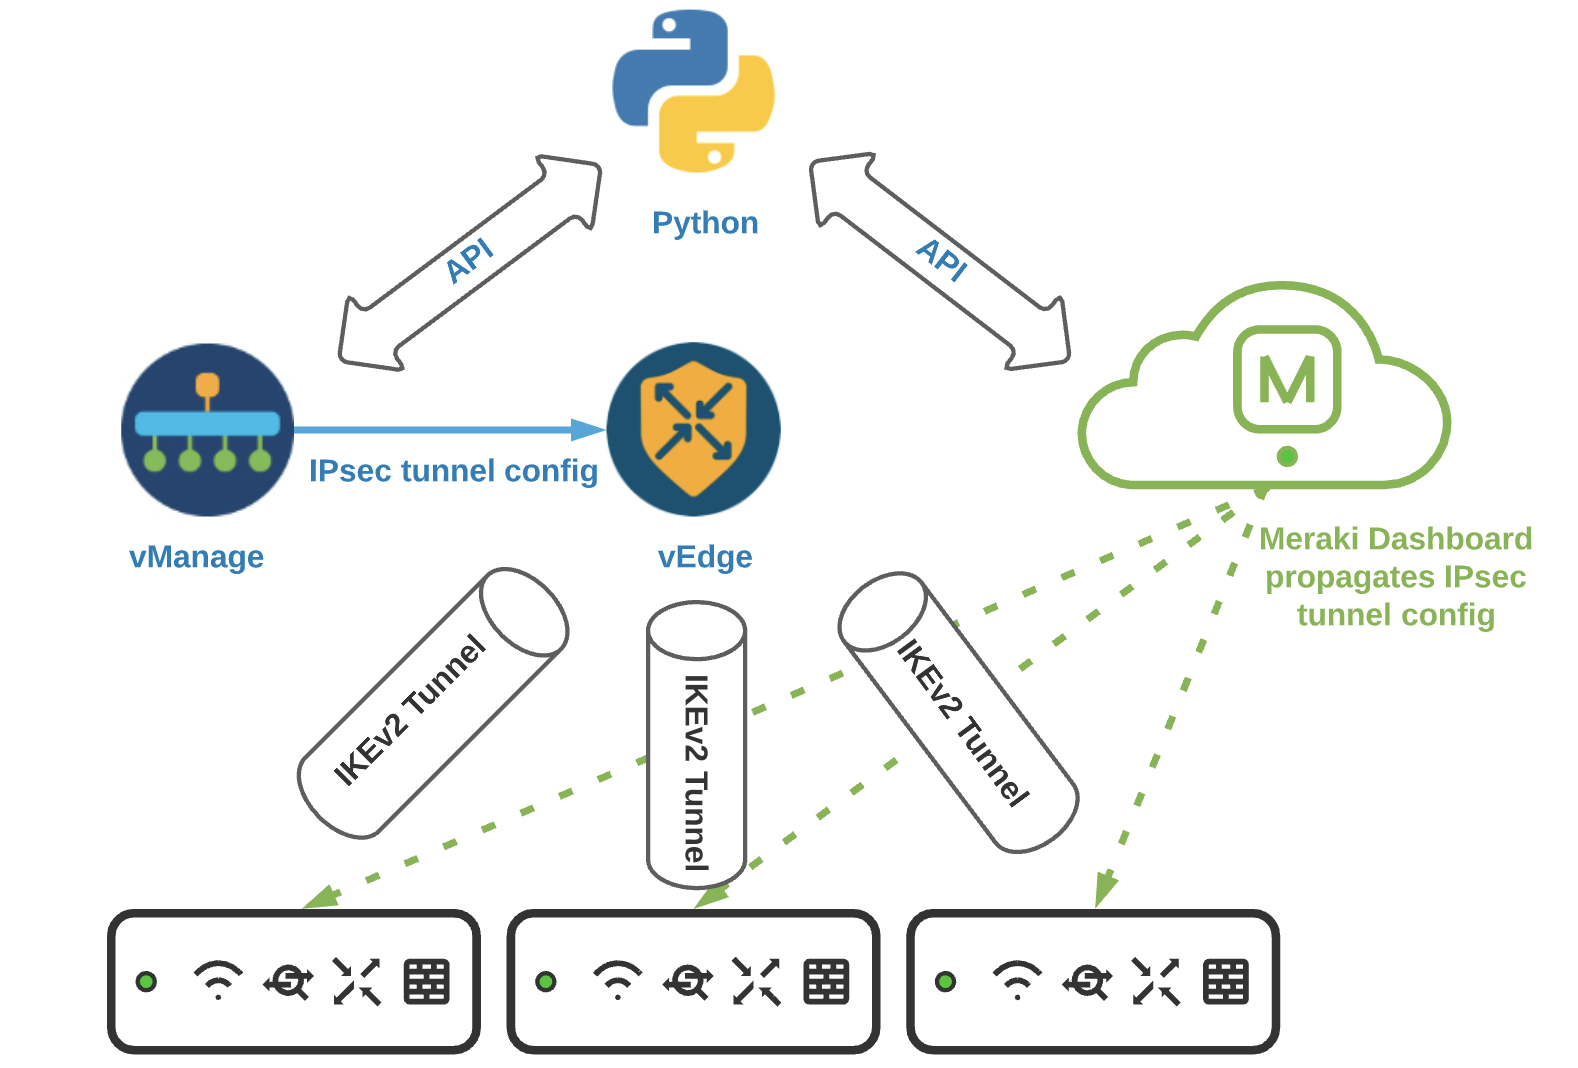 Python
API
API
M
IPsec tunnel config
vManage
vEdge
Meraki Dashboard
propagates IPsec
tunnel config
IKEv2 Tunnel
IKEv2 Tunnel
IKEv2 Tunnel